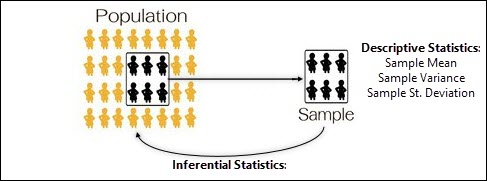 Population
Descriptive Statistics:
Sample Mean
Sample Variance
Sample St. Deviation
Sample
Inferential Statistics: